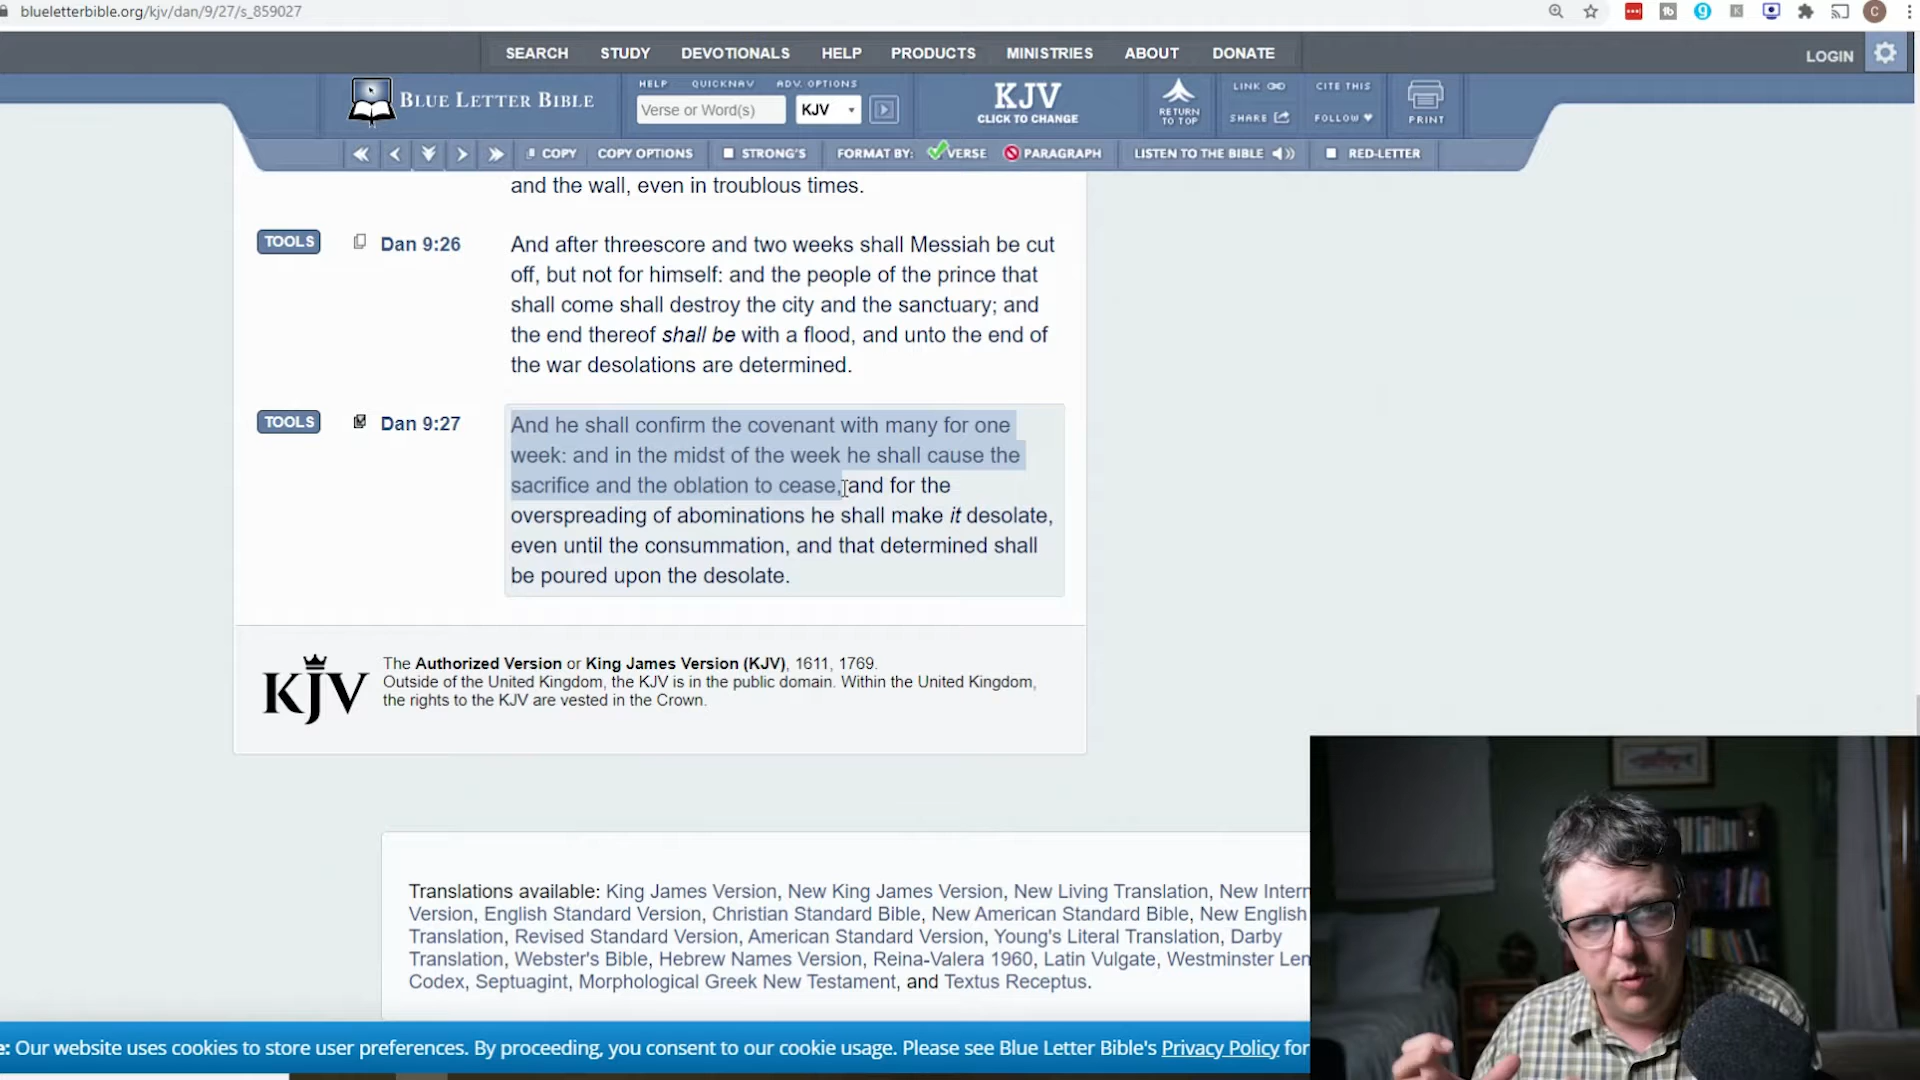 blueletterbible.org/kjv/dan/9/27/s_859027
C
SEARCH STUDY DEVOTIONALS HELP PRODUCTS MINISTRIES ABOUT DONATE
LOGIN
BLUE LETTER BIBLE
HELP QUICKNAV ADV. OPTIONS
Verse or Word(s) KJV
KJV
CLICK TO CHANGE
RETURN
TO TOP
LINK CITE THIS
SHARE FOLLOW
PRINT
COPY COPY OPTIONS STRONG'S FORMAT BY: VERSE PARAGRAPH LISTEN TO THE BIBLE RED-LETTER
and the wall, even in troublous times.
TOOLS Dan 9:26 And after threescore and two weeks shall Messiah be cut
off, but not for himself: and the people of the prince that
shall come shall destroy the city and the sanctuary; and
the end thereof shall be with a flood, and unto the end of
the war desolations are determined.
TOOLS Dan 9:27 And he shall confirm the covenant with many for one
week: and in the midst of the week he shall cause the
sacrifice and the oblation to cease, and for the
overspreading of abominations he shall make it desolate,
even until the consummation, and that determined shall
be poured upon the desolate.
KJV
The Authorized Version or King James Version (KJV), 1611, 1769.
Outside of the United Kingdom, the KJV is in the public domain. Within the United Kingdom,
the rights to the KJV are vested in the Crown.
Translations available: King James Version, New King James Version, New Living Translation, New Intern
Version, English Standard Version, Christian Standard Bible, New American Standard Bible, New English
Translation, Revised Standard Version, American Standard Version, Young's Literal Translation, Darby
Translation, Webster's Bible, Hebrew Names Version, Reina-Valera 1960, Latin Vulgate, Westminster Len
Codex, Septuagint, Morphological Greek New Testament, and Textus Receptus.
e: Our website uses cookies to store user preferences. By proceeding, you consent to our cookie usage. Please see Blue Letter Bible's Privacy Policy for